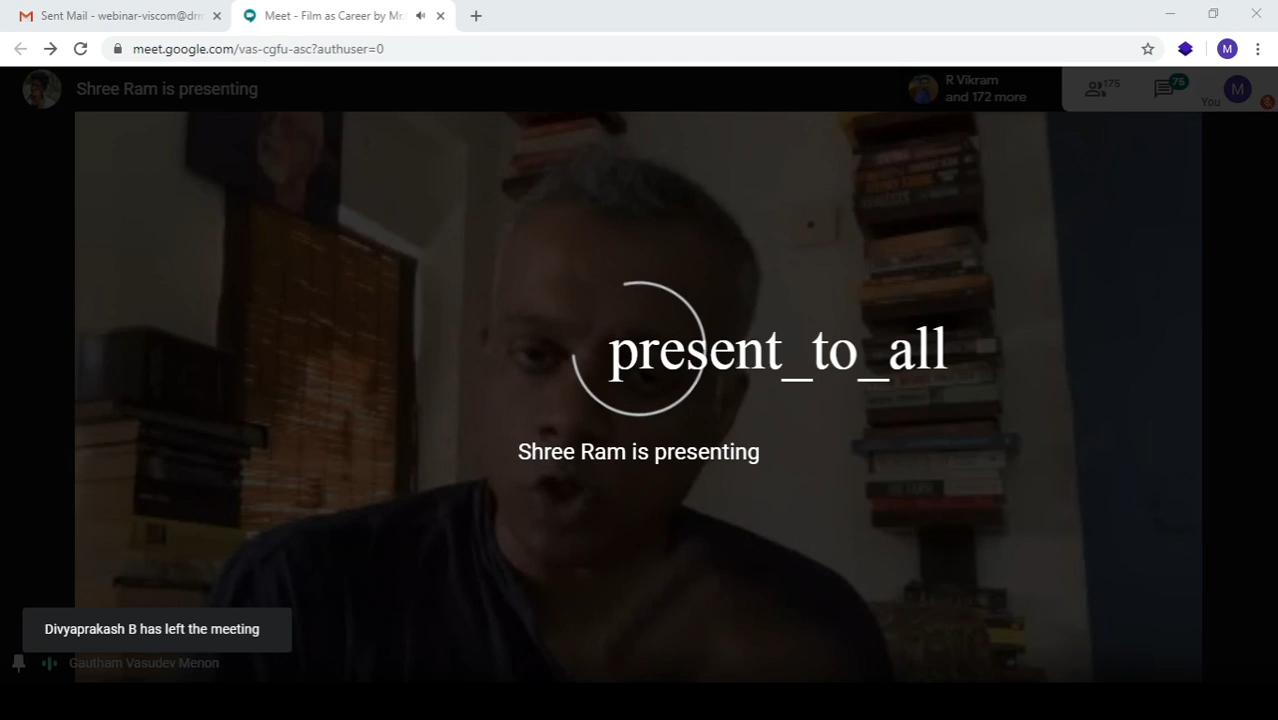 Sent Mail - webinar-viscom@drm
Meet - Film as Career by Mr.
meet.google.com/vas-cgfu-asc?authuser=0
M
Shree Ram is presenting
R Vikram
and 172 more
175
75
You
M
present_to_all
Shree Ram is presenting
Divyaprakash B has left the meeting
Gautham Vasudev Menon